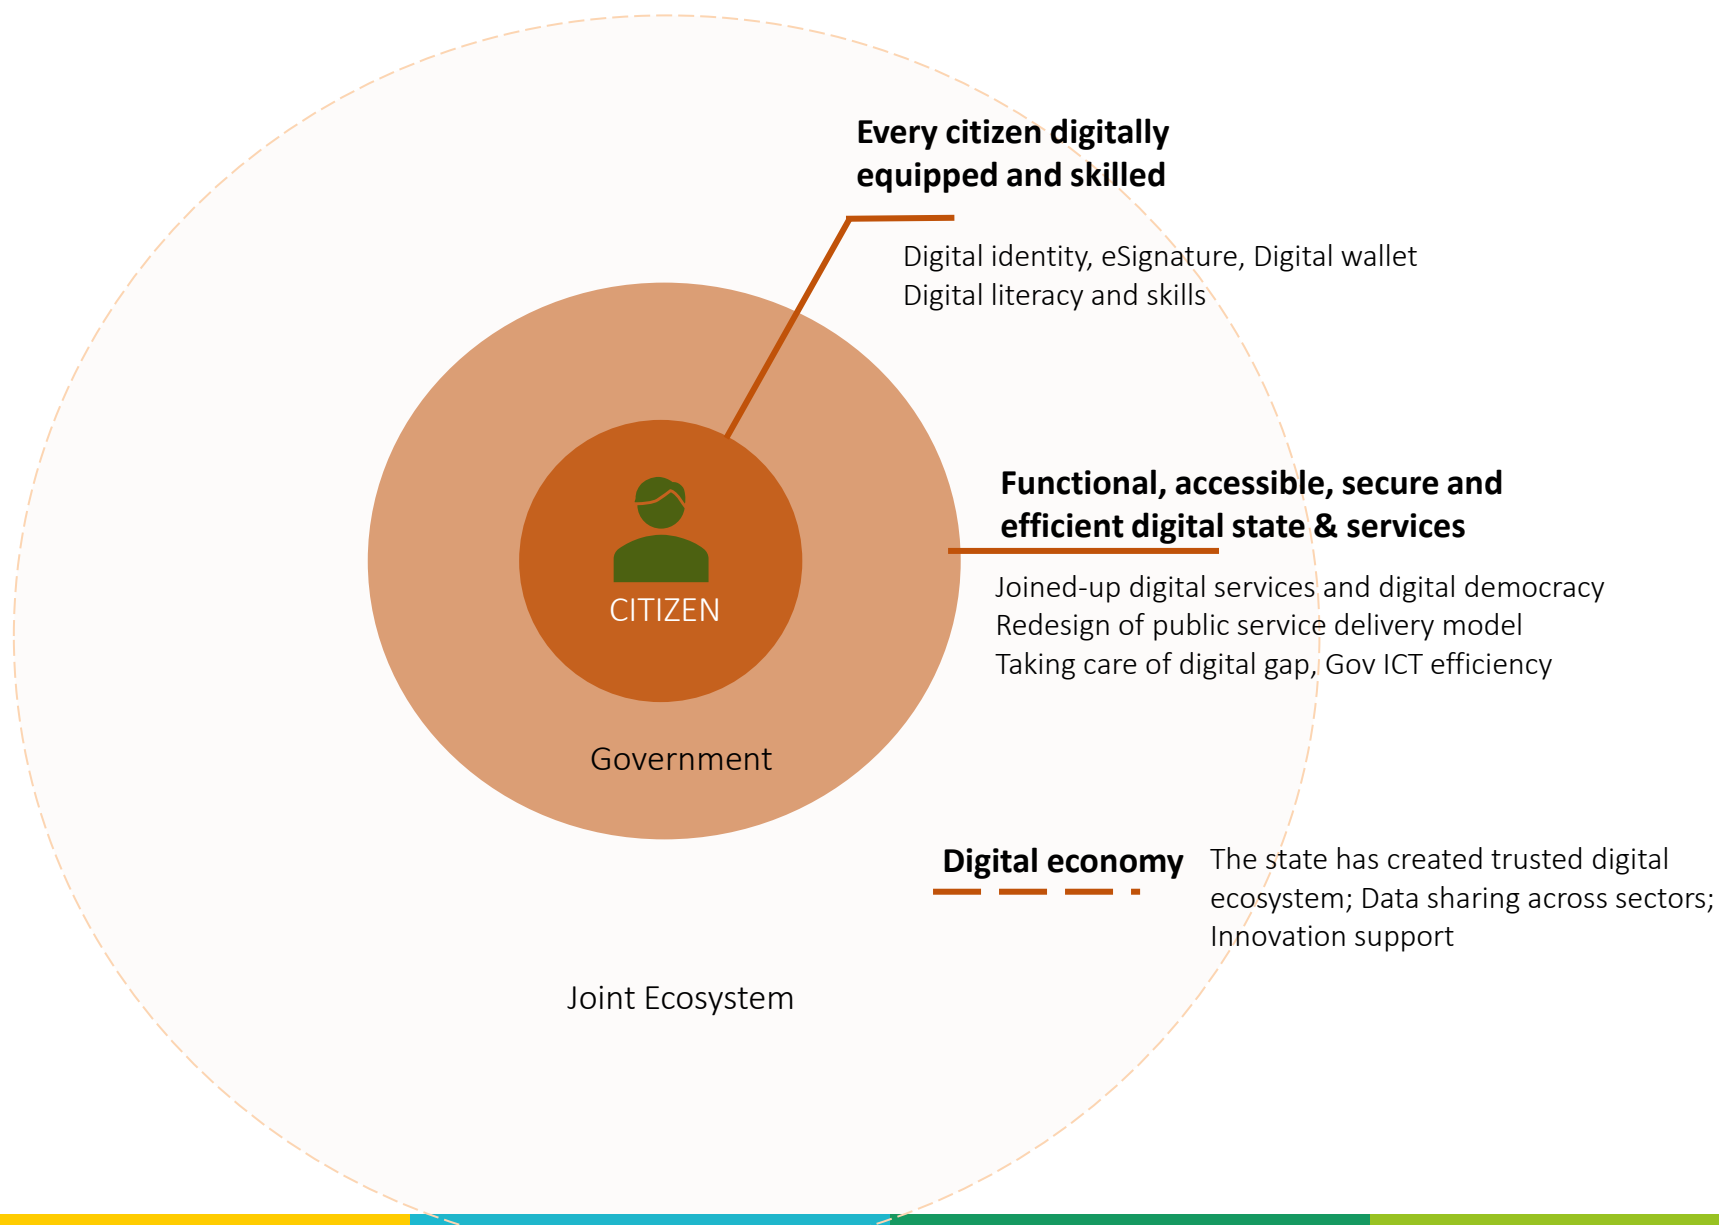 Every citizen digitally
equipped and skilled
Digital identity, eSignature, Digital wallet
Digital literacy and skills
Functional, accessible, secure and
efficient digital state & services
Joined-up digital services and digital democracy
Redesign of public service delivery model
Taking care of digital gap, Gov ICT efficiency
CITIZEN
Government
Digital economy
The state has created trusted digital
ecosystem; Data sharing across sectors;
Innovation support
Joint Ecosystem